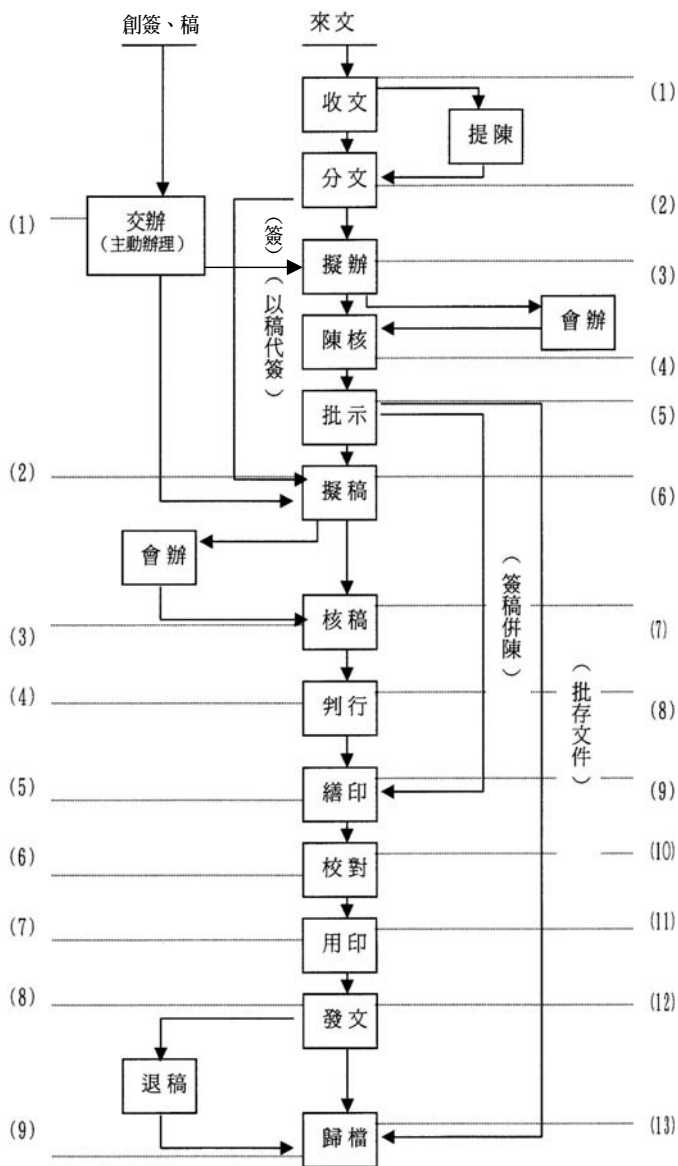 創簽、稿
來文
收文
(1)
提陳
分文
(2)
(1)
交辦
(主動辦理)
(簽)
(以稿代簽)
擬辦
(3)
會辦
陳核
(4)
批示
(5)
(2)
擬稿
(6)
會辦
(簽稿併陳)
(批存文件)
(3)
核稿
(7)
(4)
判行
(8)
(5)
繕印
(9)
(6)
校對
(10)
(7)
用印
(11)
(8)
發文
(12)
退稿
(9)
歸檔
(13)